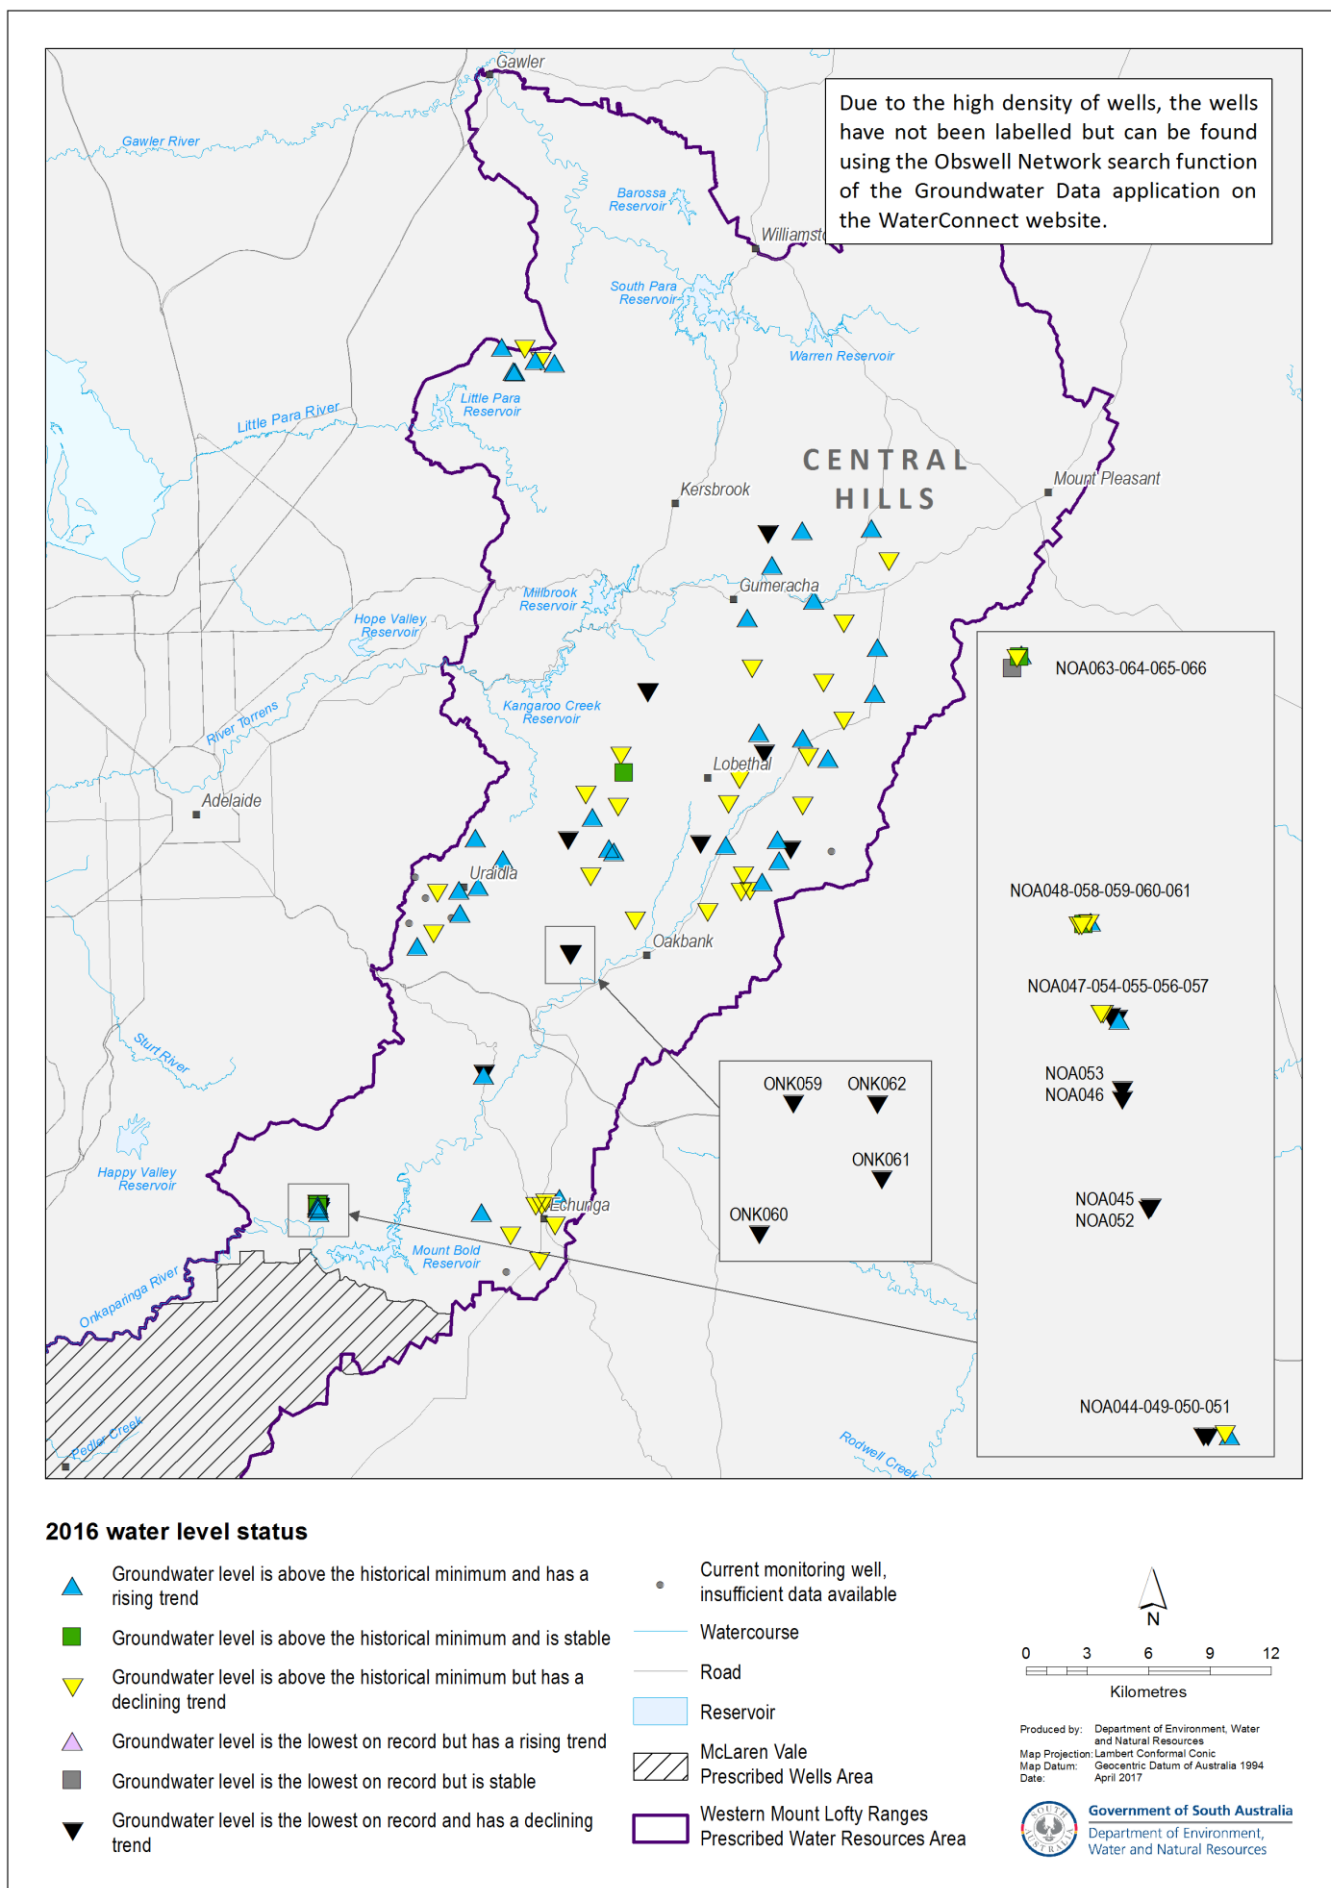 Gawler
Due to the high density of wells, the wells
have not been labelled but can be found
using the Obswell Network search function
of the Groundwater Data application on
the WaterConnect website.
Gawler River
Barossa
Reservoir
Williamsto
South Para
Reservoir
Warren Reservoir
Little Para
Reservoir
Little Para River
CENTRAL
HILLS
Mount Pleasant
Kersbrook
Millbrook
Reservoir
Gumeracha
Hope Valley
Reservoir
NOA063-064-065-066
Kangaroo Creek
Reservoir
River Torrens
Lobethal
Adelaide
Uraidla
NOA048-058-059-060-061
Oakbank
NOA047-054-055-056-057
Sturt River
NOA053
NOA046
ONK059
ONK062
ONK061
ONK060
Happy Valley
Reservoir
NOA045
NOA052
Echunga
Mount Bold
Reservoir
Onkaparinga River
NOA044-049-050-051
Pedler Creek
Rodwell Creek
2016 water level status
Groundwater level is above the historical minimum and has a
rising trend
Groundwater level is above the historical minimum and is stable
Groundwater level is above the historical minimum but has a
declining trend
Groundwater level is the lowest on record but has a rising trend
Groundwater level is the lowest on record but is stable
Groundwater level is the lowest on record and has a declining
trend
Current monitoring well,
insufficient data available
Watercourse
Road
Reservoir
McLaren Vale
Prescribed Wells Area
Western Mount Lofty Ranges
Prescribed Water Resources Area
N
0 3 6 9 12
Kilometres
Produced by: Department of Environment, Water
and Natural Resources
Map Projection: Lambert Conformal Conic
Map Datum: Geocentric Datum of Australia 1994
Date: April 2017
SOUTH AUSTRALIA
Government of South Australia
Department of Environment,
Water and Natural Resources